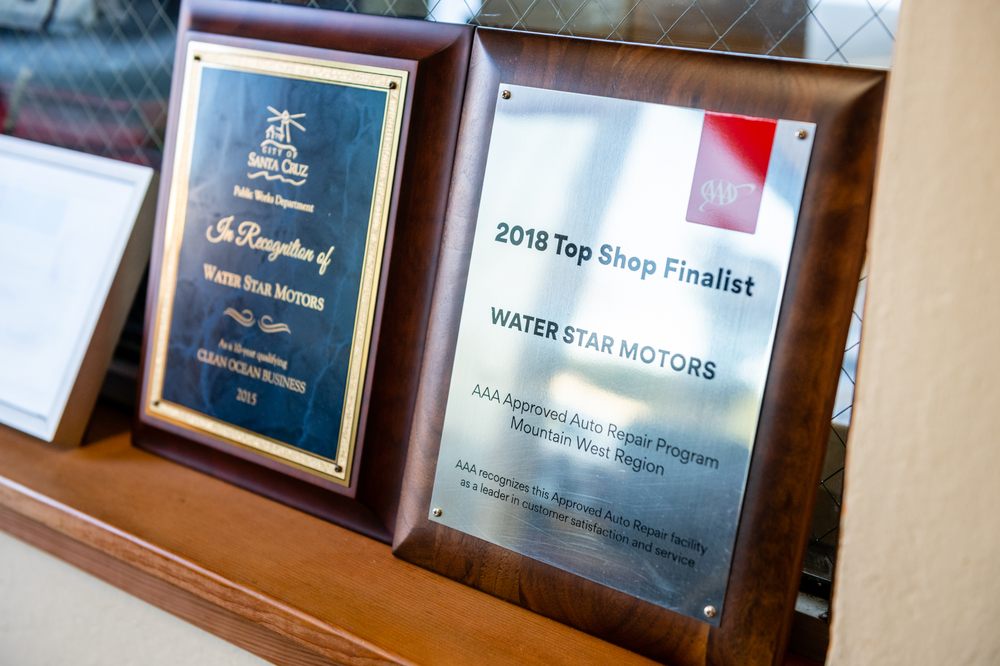 CITY OF
SANTA CRUZ
Public Works Department
In Recognition of
WATER STAR MOTORS
As a 10-year qualifying
CLEAN OCEAN BUSINESS
2015
AAA
2018 Top Shop Finalist
WATER STAR MOTORS
AAA Approved Auto Repair Program
Mountain West Region
AAA recognizes this Approved Auto Repair facility
as a leader in customer satisfaction and service